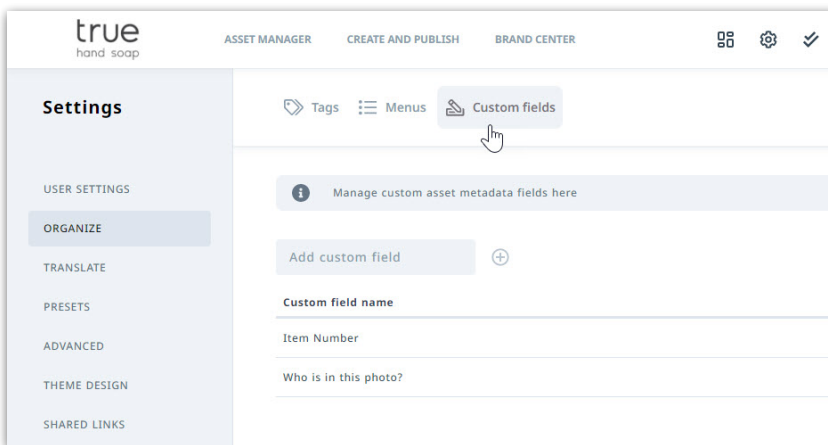 true
hand soap
ASSET MANAGER CREATE AND PUBLISH BRAND CENTER
Settings
Tags Menus Custom fields
USER SETTINGS
ORGANIZE
TRANSLATE
PRESETS
ADVANCED
THEME DESIGN
SHARED LINKS
Manage custom asset metadata fields here
Add custom field
Custom field name
Item Number
Who is in this photo?